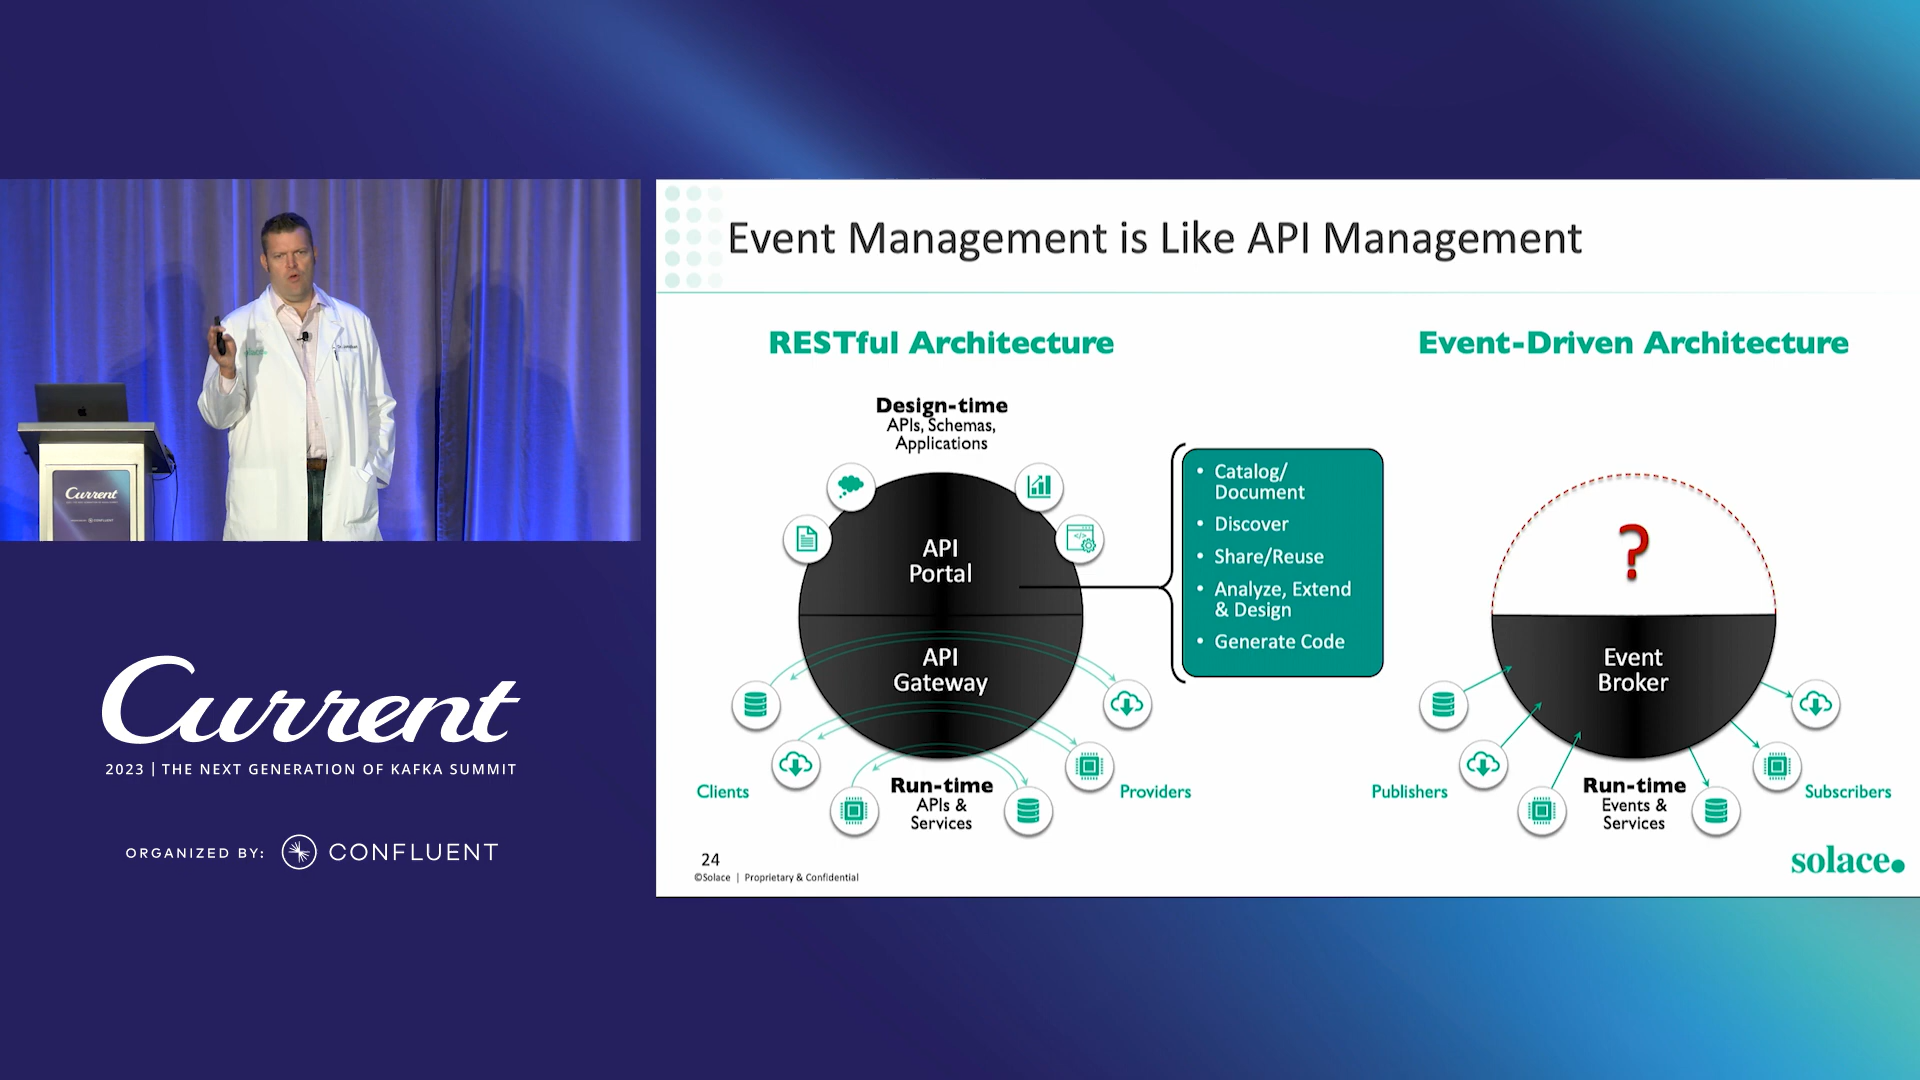 Event Management is Like API Management
RESTful Architecture
Event-Driven Architecture
Design-time
APIs, Schemas,
Applications
API
Portal
API
Gateway
• Catalog/
Document
• Discover
• Share/Reuse
• Analyze, Extend
& Design
• Generate Code
?
Event
Broker
Clients
Run-time
APIs &
Services
Providers
Publishers
Run-time
Events &
Services
Subscribers
24
©Solace | Proprietary & Confidential
solace.
Current
Current
2023 | THE NEXT GENERATION OF KAFKA SUMMIT
ORGANIZED BY: CONFLUENT